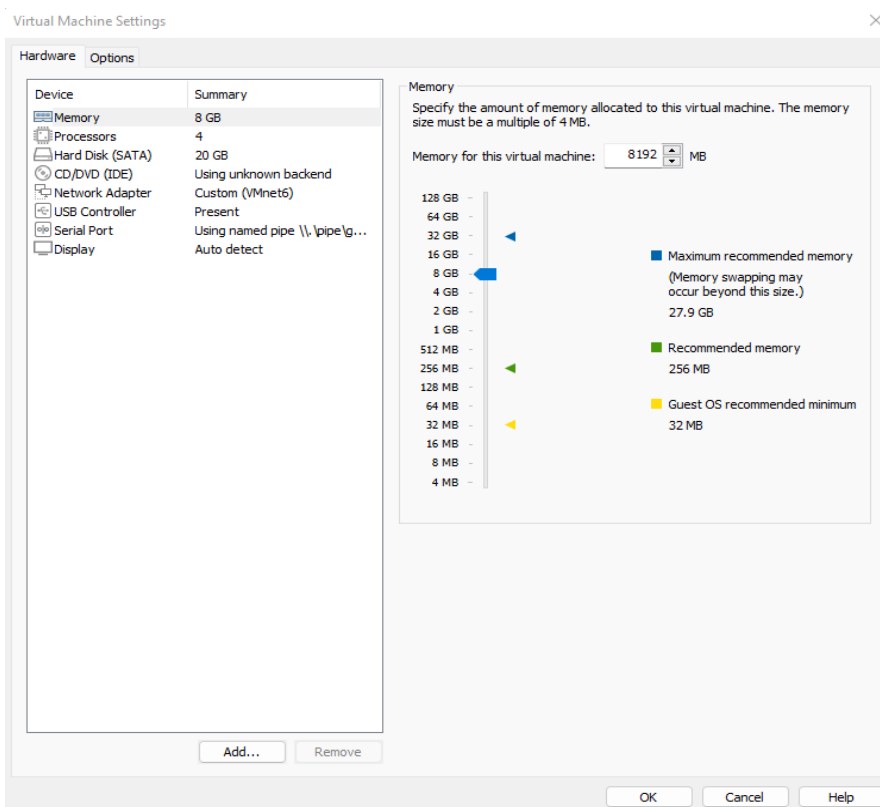 Virtual Machine Settings
Hardware Options
Device Summary
Memory 8 GB
Processors 4
Hard Disk (SATA) 20 GB
CD/DVD (IDE) Using unknown backend
Network Adapter Custom (VMnet6)
USB Controller Present
Serial Port Using named pipe \\.\pipe\g...
Display Auto detect
Add... Remove
Memory
Specify the amount of memory allocated to this virtual machine. The memory
size must be a multiple of 4 MB.
Memory for this virtual machine: 8192 MB
128 GB
64 GB
32 GB
16 GB
8 GB
4 GB
2 GB
1 GB
512 MB
256 MB
128 MB
64 MB
32 MB
16 MB
8 MB
4 MB
Maximum recommended memory
(Memory swapping may
occur beyond this size.)
27.9 GB
Recommended memory
256 MB
Guest OS recommended minimum
32 MB
OK Cancel Help